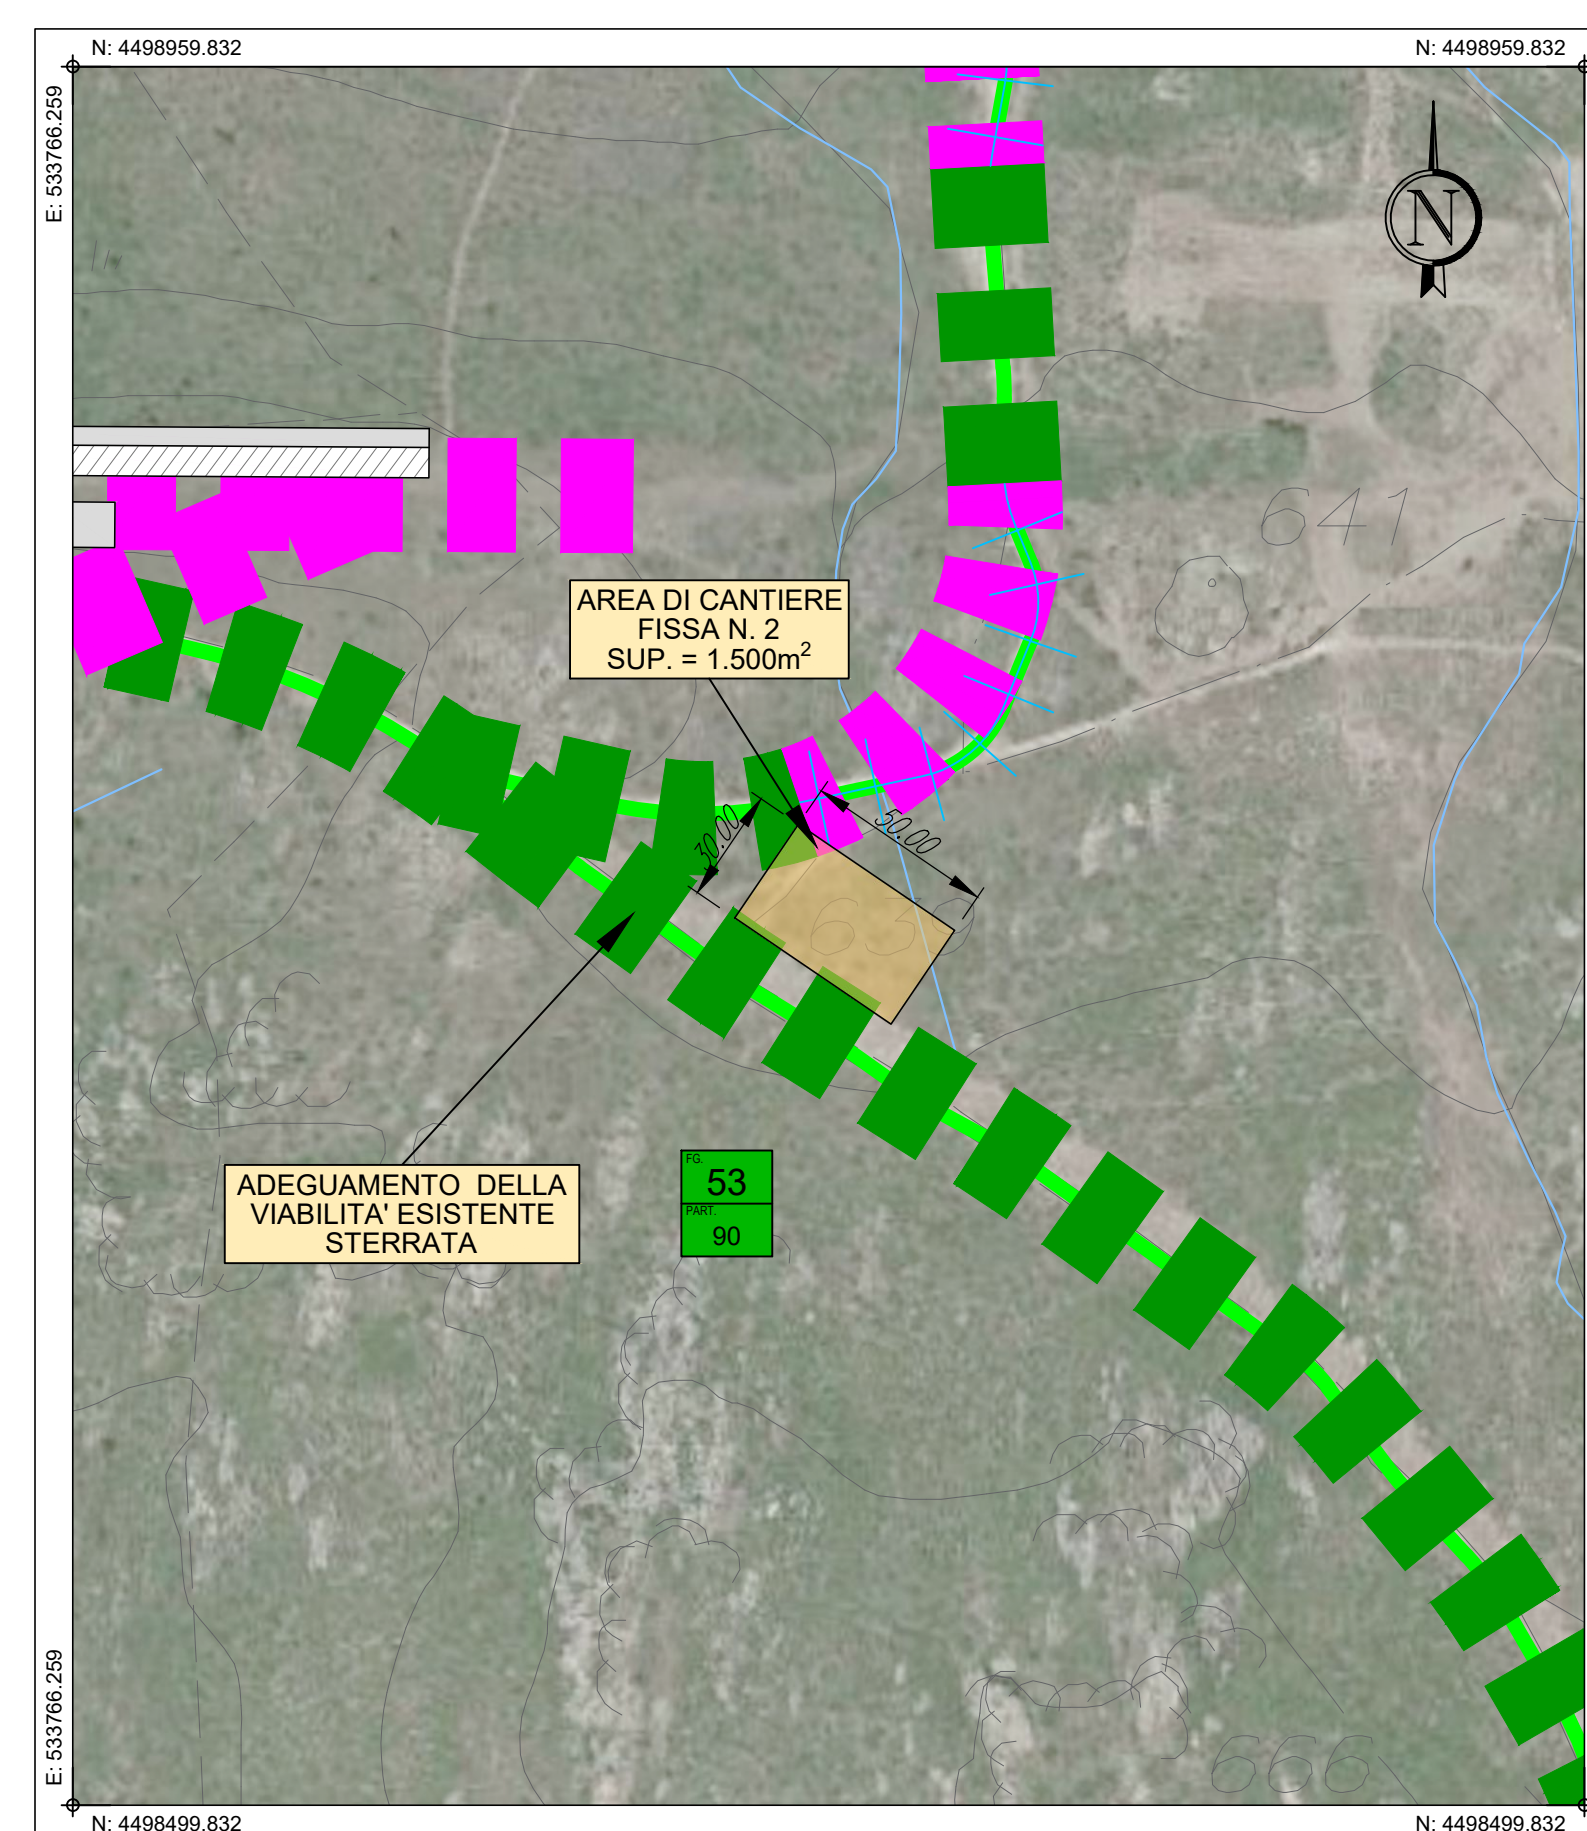 N: 4498959.832
N: 4498959.832
E: 533766.259
N
641
AREA DI CANTIERE
FISSA N. 2
SUP. = 1.500m²
30.00
50.00
639
ADEGUAMENTO DELLA
VIABILITA' ESISTENTE
STERRATA
FG.
53
PART.
90
666
E: 533766.259
N: 4498499.832
N: 4498499.832